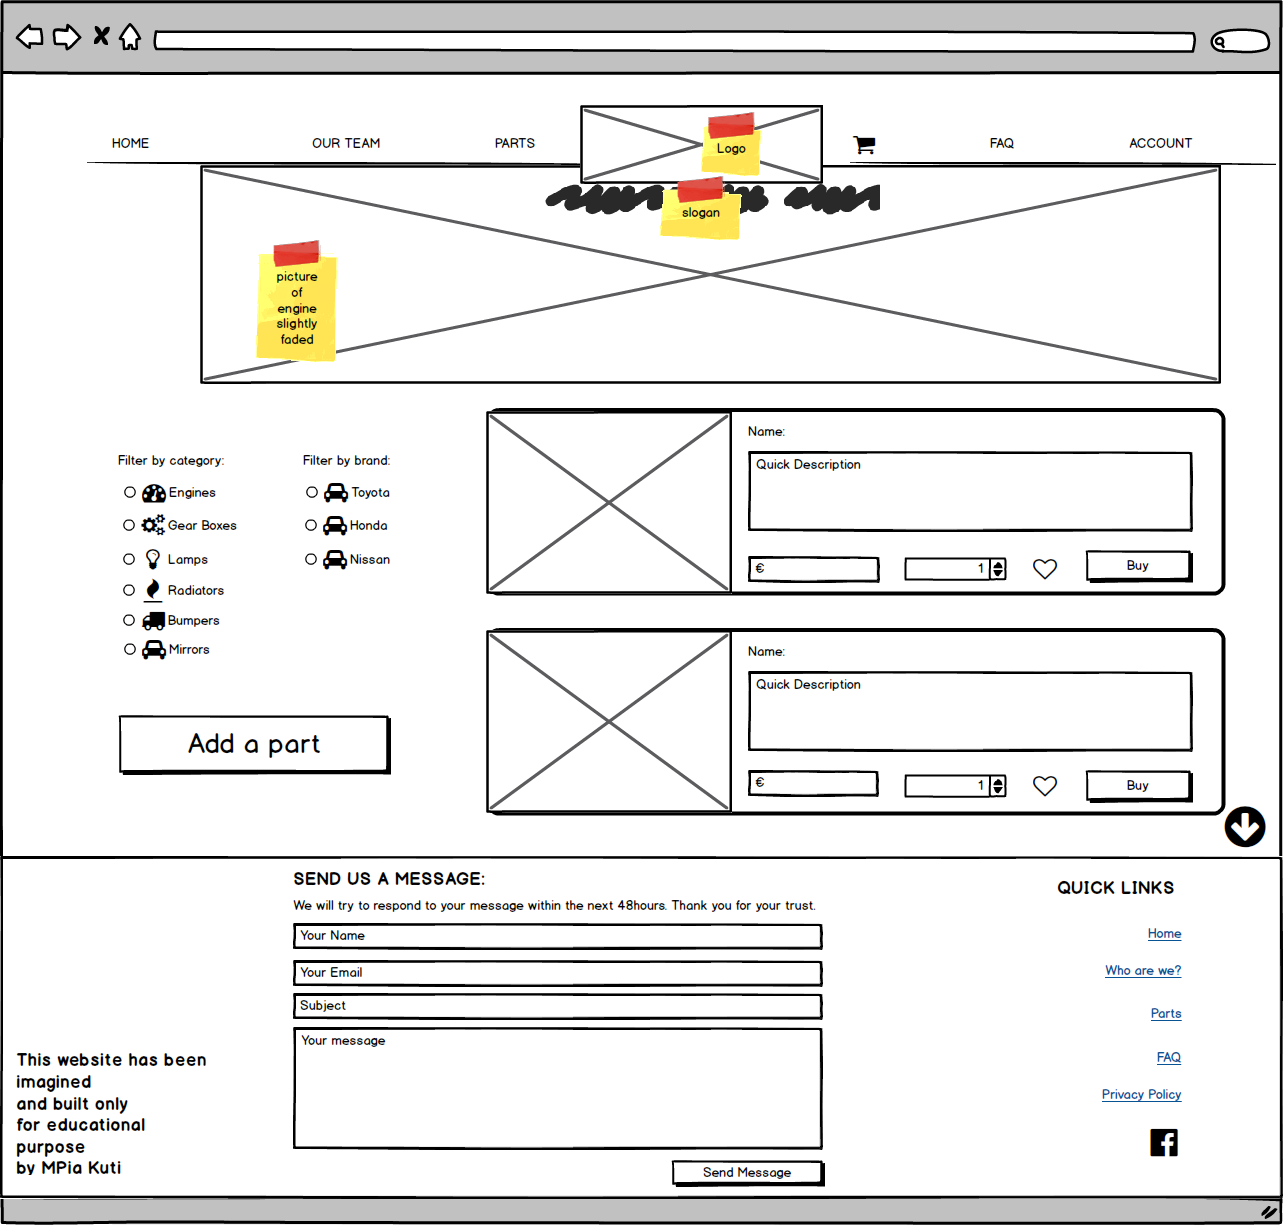 HOME
OUR TEAM
PARTS
Logo
FAQ
ACCOUNT
slogan
picture
of
engine
slightly
faded
Filter by category:
Engines
Gear Boxes
Lamps
Radiators
Bumpers
Mirrors
Filter by brand:
Toyota
Honda
Nissan
Add a part
Name:
Quick Description
€
1
Buy
Name:
Quick Description
€
1
Buy
This website has been
imagined
and built only
for educational
purpose
by MPia Kuti
SEND US A MESSAGE:
We will try to respond to your message within the next 48hours. Thank you for your trust.
Your Name
Your Email
Subject
Your message
Send Message
QUICK LINKS
Home
Who are we?
Parts
FAQ
Privacy Policy